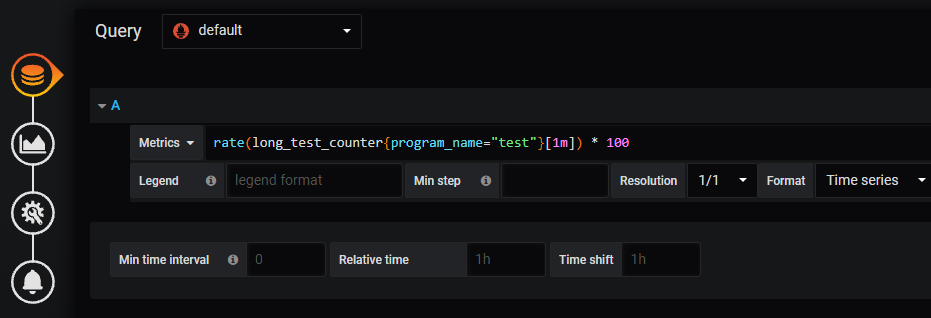 Query default
A
Metrics rate(long_test_counter{program_name="test"}[1m]) * 100
Legend legend format Min step Resolution 1/1 Format Time series
Min time interval 0 Relative time 1h Time shift 1h